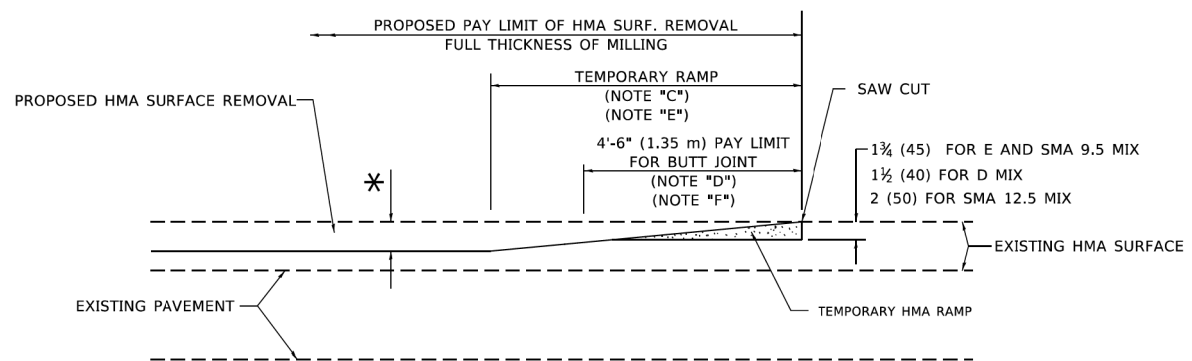 PROPOSED PAY LIMIT OF HMA SURF. REMOVAL
FULL THICKNESS OF MILLING
TEMPORARY RAMP
(NOTE "C")
(NOTE "E")
PROPOSED HMA SURFACE REMOVAL
SAW CUT
4'-6" (1.35 m) PAY LIMIT
FOR BUTT JOINT
(NOTE "D")
(NOTE "F")
1¾ (45) FOR E AND SMA 9.5 MIX
1½ (40) FOR D MIX
2 (50) FOR SMA 12.5 MIX
*
EXISTING HMA SURFACE
EXISTING PAVEMENT
TEMPORARY HMA RAMP